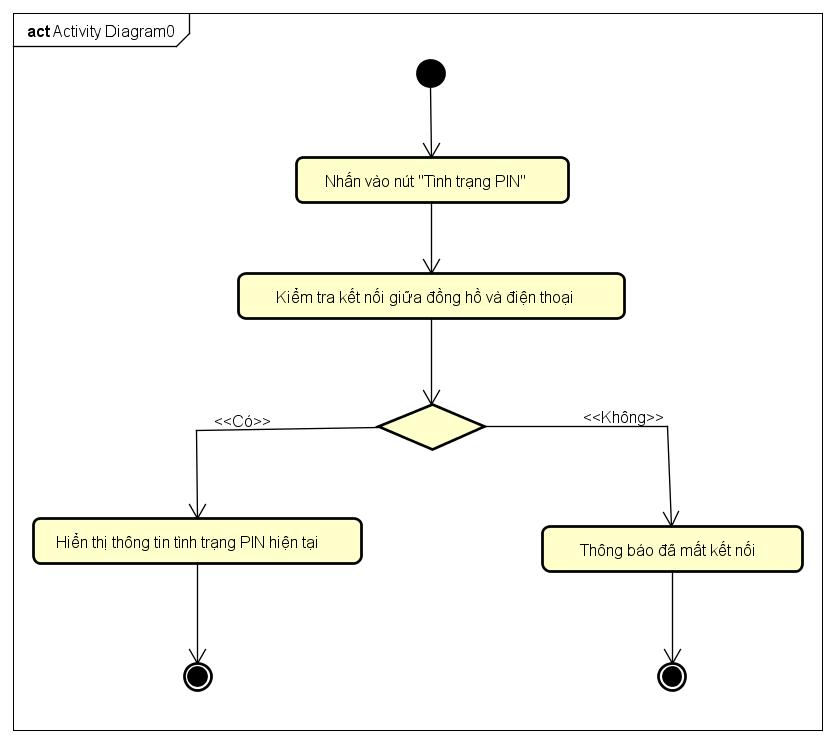 act Activity Diagram0
Nhấn vào nút "Tình trạng PIN"
Kiểm tra kết nối giữa đồng hồ và điện thoại
<<Có>>
<<Không>>
Hiển thị thông tin tình trạng PIN hiện tại
Thông báo đã mất kết nối